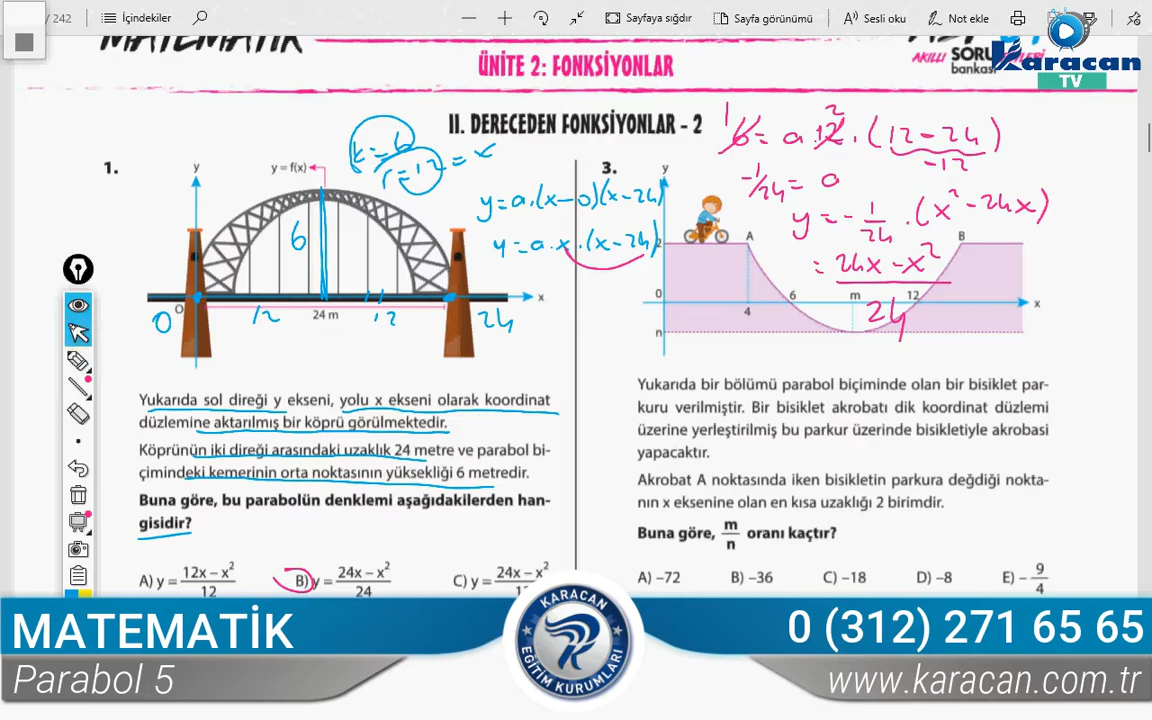 / 242
İçindekiler
Sayfaya sığdır
Sayfa görünümü
Sesli oku
Not ekle
MATEMATİK
ÜNİTE 2: FONKSİYONLAR
AKILLI SORU
bankası
Karacan
TV
II. DERECEDEN FONKSİYONLAR - 2
1.
y
y = f(x)
k = 6
r = 12 = x
y = a.(x-0)(x-24)
y = a.x.(x-24)
6
O
x
0
12
24 m
12
24
Yukarıda sol direği y ekseni, yolu x ekseni olarak koordinat
düzlemine aktarılmış bir köprü görülmektedir.
Köprünün iki direği arasındaki uzaklık 24 metre ve parabol bi-
çimindeki kemerinin orta noktasının yüksekliği 6 metredir.
Buna göre, bu parabolün denklemi aşağıdakilerden han-
gisidir?
A) y = 12x – x² / 12
B) y = 24x – x² / 24
C) y = 24x – x²
3.
y
1 6 = a.12 2 .(12-24)
-12
-1/24 = a
y = -1/24 .(x²-24x)
= 24x-x² / 24
A
B
2
0
6
m
12
x
4
n
Yukarıda bir bölümü parabol biçiminde olan bir bisiklet par-
kuru verilmiştir. Bir bisiklet akrobatı dik koordinat düzlemi
üzerine yerleştirilmiş bu parkur üzerinde bisikletiyle akrobasi
yapacaktır.
Akrobat A noktasında iken bisikletin parkura değdiği nokta-
nın x eksenine olan en kısa uzaklığı 2 birimdir.
Buna göre, m/n oranı kaçtır?
A) –72
B) –36
C) –18
D) –8
E) – 9/4
MATEMATİK
Parabol 5
KARACAN
EĞİTİM KURUMLARI
0 (312) 271 65 65
www.karacan.com.tr